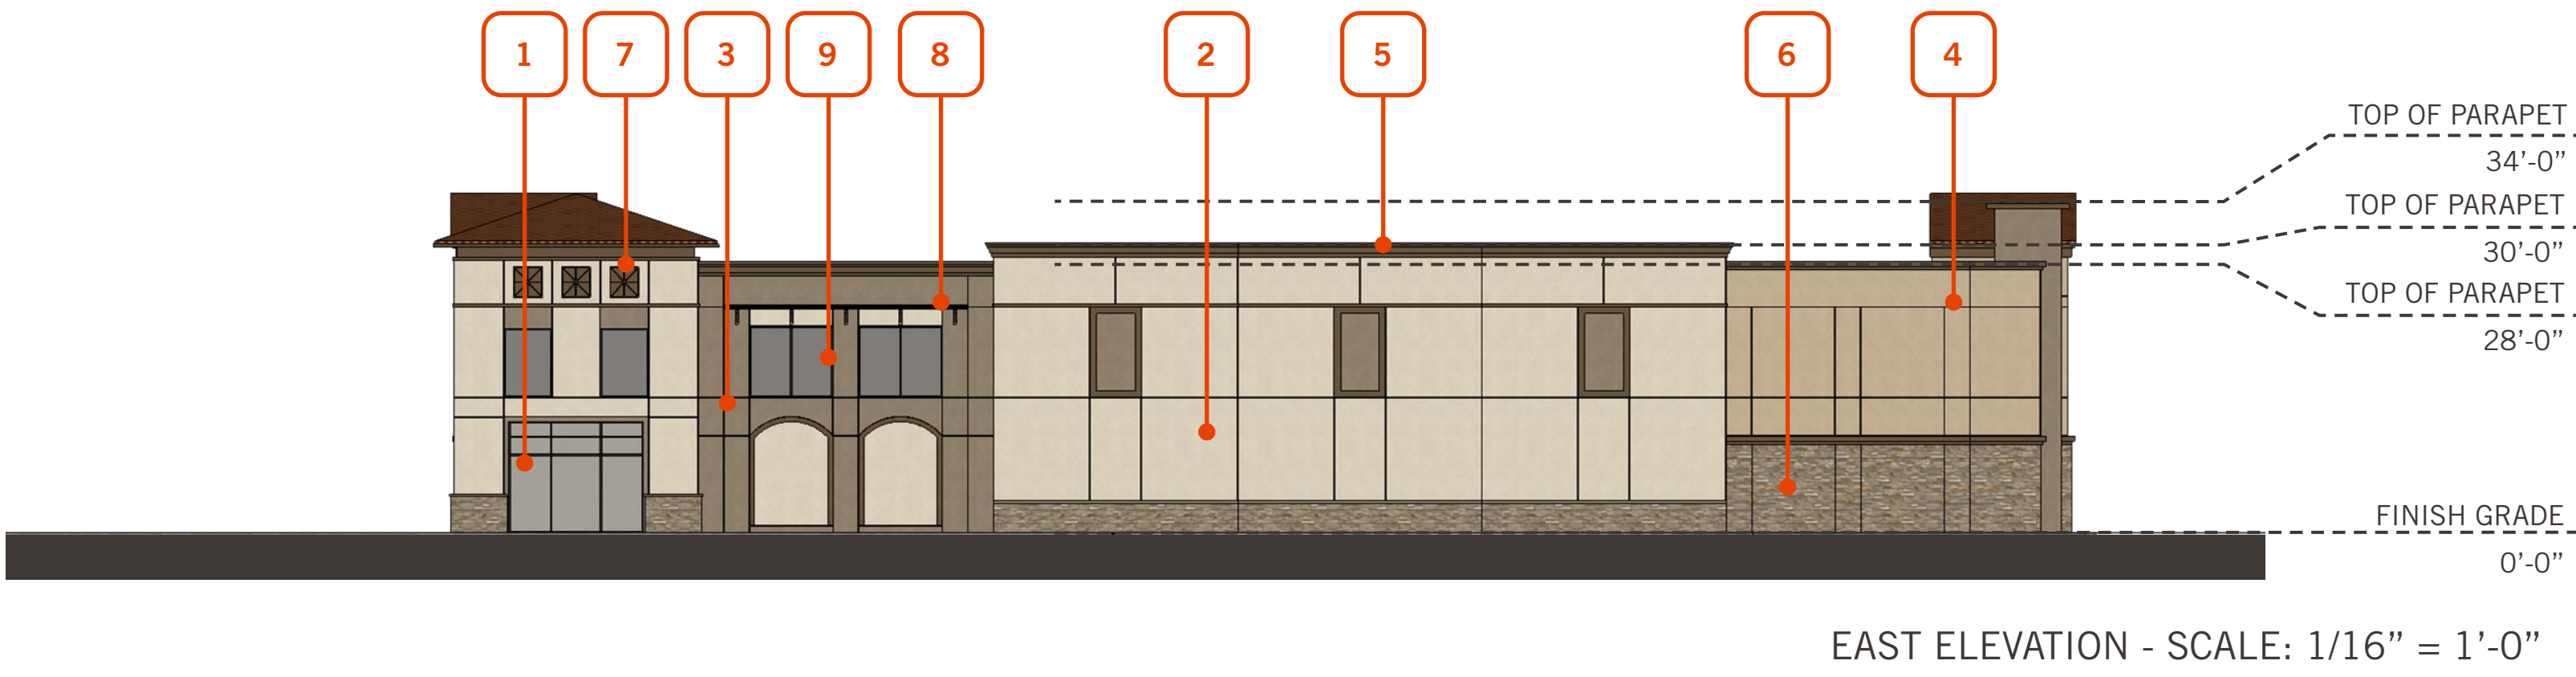 1 7 3 9 8 2 5 6 4
TOP OF PARAPET
34’-0”
TOP OF PARAPET
30’-0”
TOP OF PARAPET
28’-0”
FINISH GRADE
0’-0”
EAST ELEVATION - SCALE: 1/16” = 1’-0”